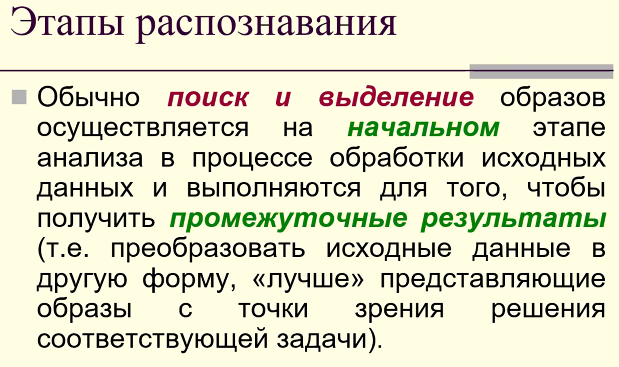 Этапы распознавания
Обычно поиск и выделение образов
осуществляется на начальном этапе
анализа в процессе обработки исходных
данных и выполняются для того, чтобы
получить промежуточные результаты
(т.е. преобразовать исходные данные в
другую форму, «лучше» представляющие
образы с точки зрения решения
соответствующей задачи).